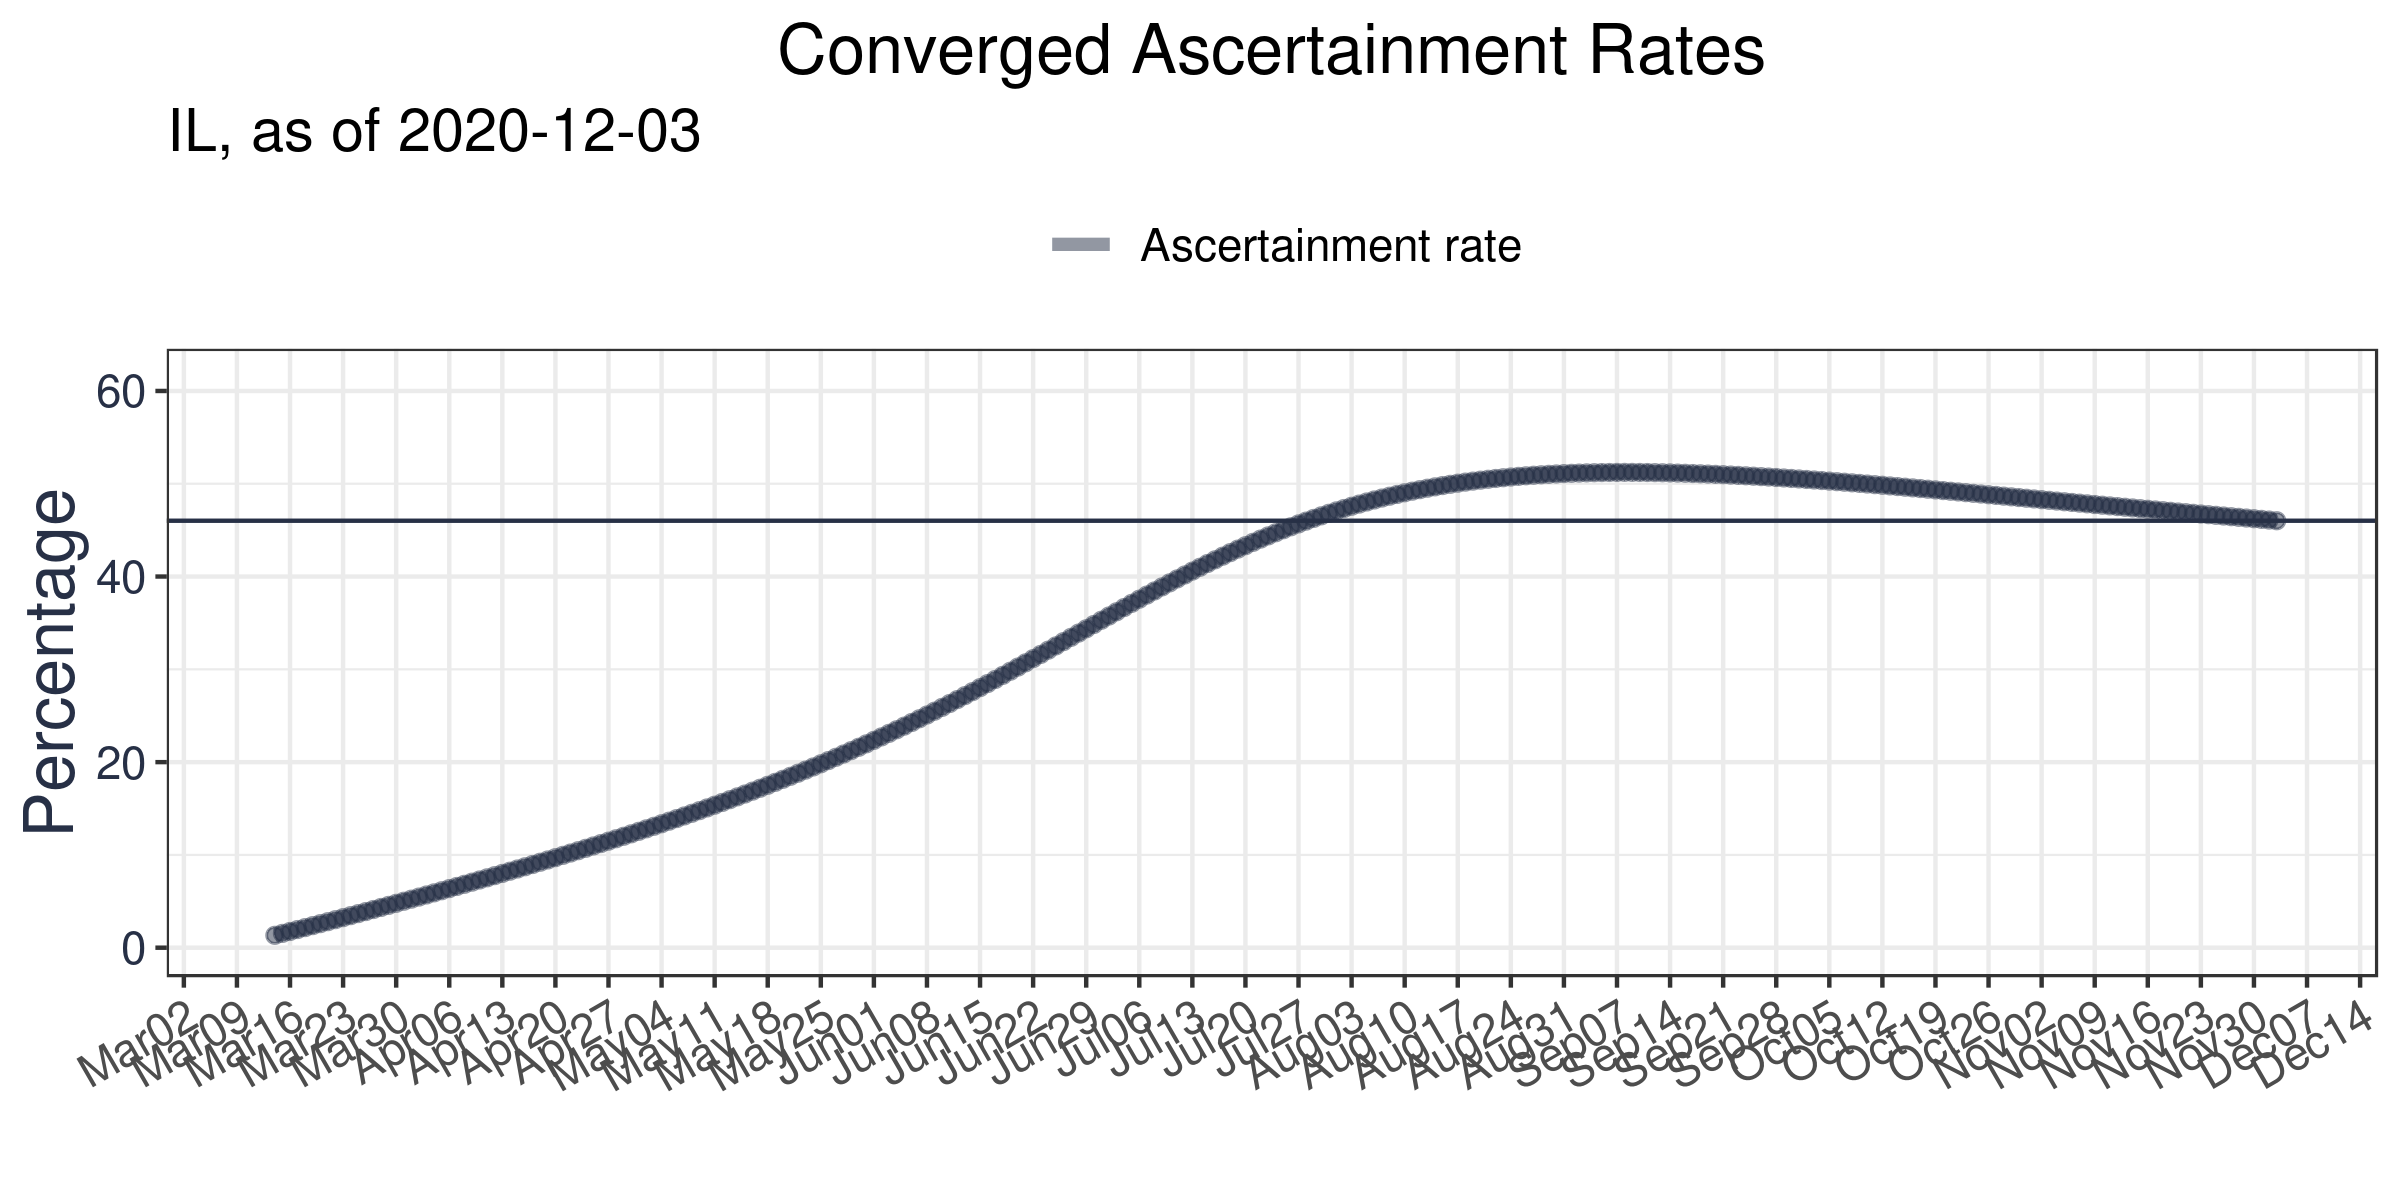 Converged Ascertainment Rates
IL, as of 2020-12-03
Ascertainment rate
Percentage
60
40
20
0
Mar02
Mar09
Mar16
Mar23
Mar30
Apr06
Apr13
Apr20
Apr27
May04
May11
May18
May25
Jun01
Jun08
Jun15
Jun22
Jun29
Jul06
Jul13
Jul20
Jul27
Aug03
Aug10
Aug17
Aug24
Aug31
Sep07
Sep14
Sep21
Sep28
Oct05
Oct12
Oct19
Oct26
Nov02
Nov09
Nov16
Nov23
Nov30
Dec07
Dec14